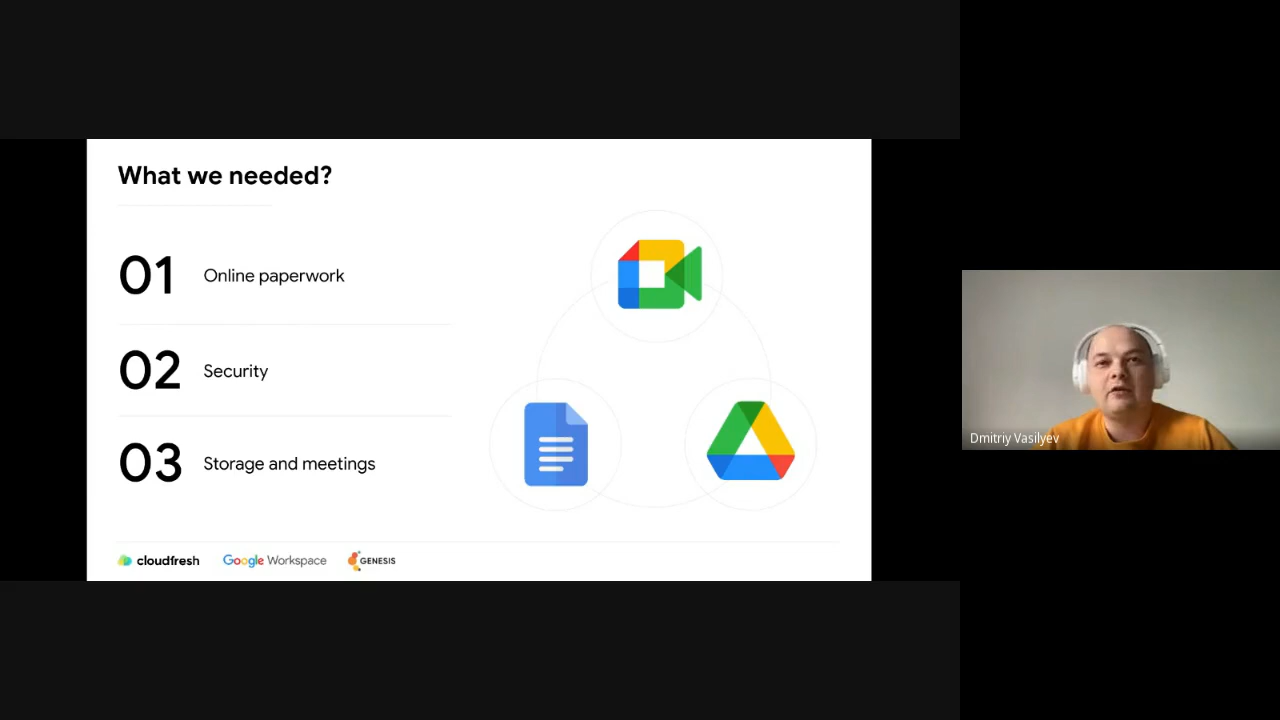 What we needed?
01 Online paperwork
02 Security
03 Storage and meetings
cloudfresh Google Workspace GENESIS
Dmitriy Vasilyev